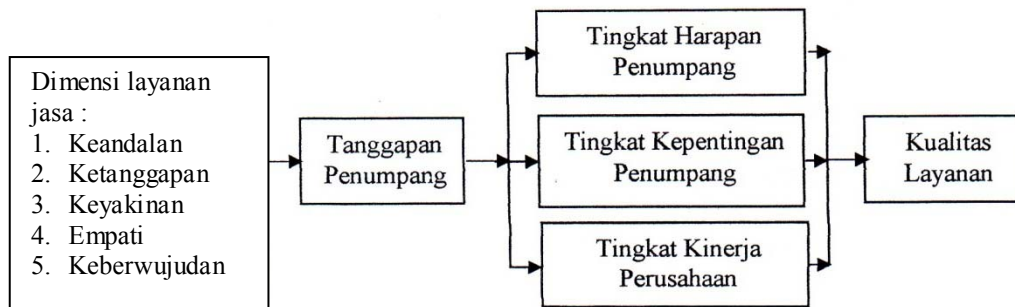 Dimensi layanan
jasa :
1. Keandalan
2. Ketanggapan
3. Keyakinan
4. Empati
5. Keberwujudan
Tanggapan
Penumpang
Tingkat Harapan
Penumpang
Tingkat Kepentingan
Penumpang
Tingkat Kinerja
Perusahaan
Kualitas
Layanan